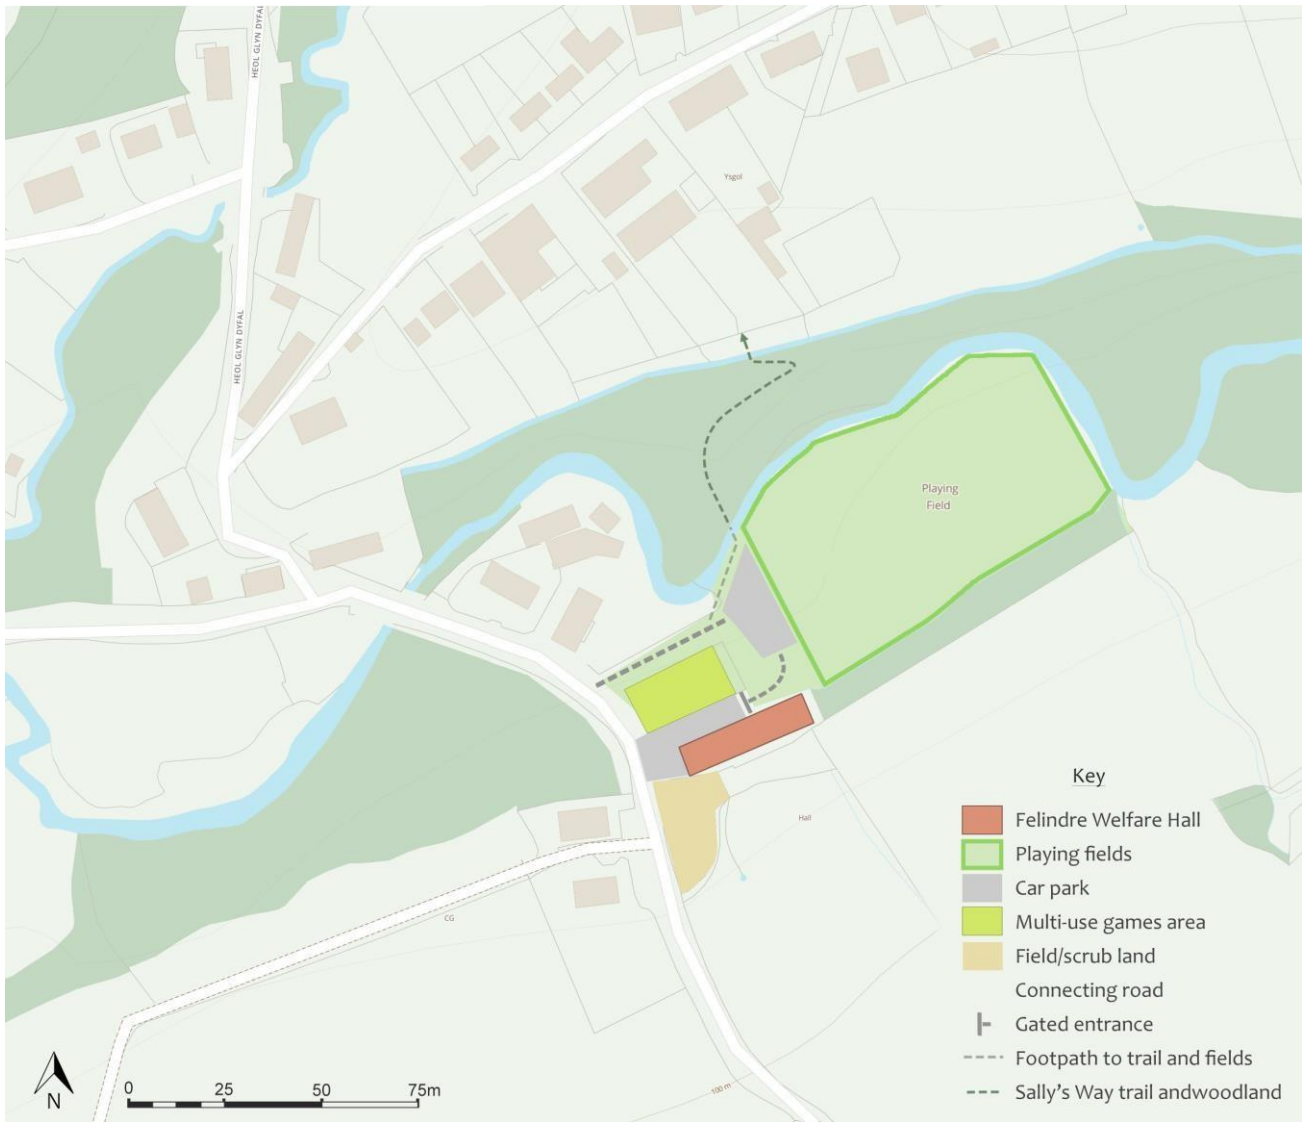 HEOL GLYN DYFAL
Ysgol
HEOL GLYN DYFAL
Playing
Field
Hall
CG
100 m
Key
Felindre Welfare Hall
Playing fields
Car park
Multi-use games area
Field/scrub land
Connecting road
Gated entrance
Footpath to trail and fields
Sally's Way trail andwoodland
N
0 25 50 75m